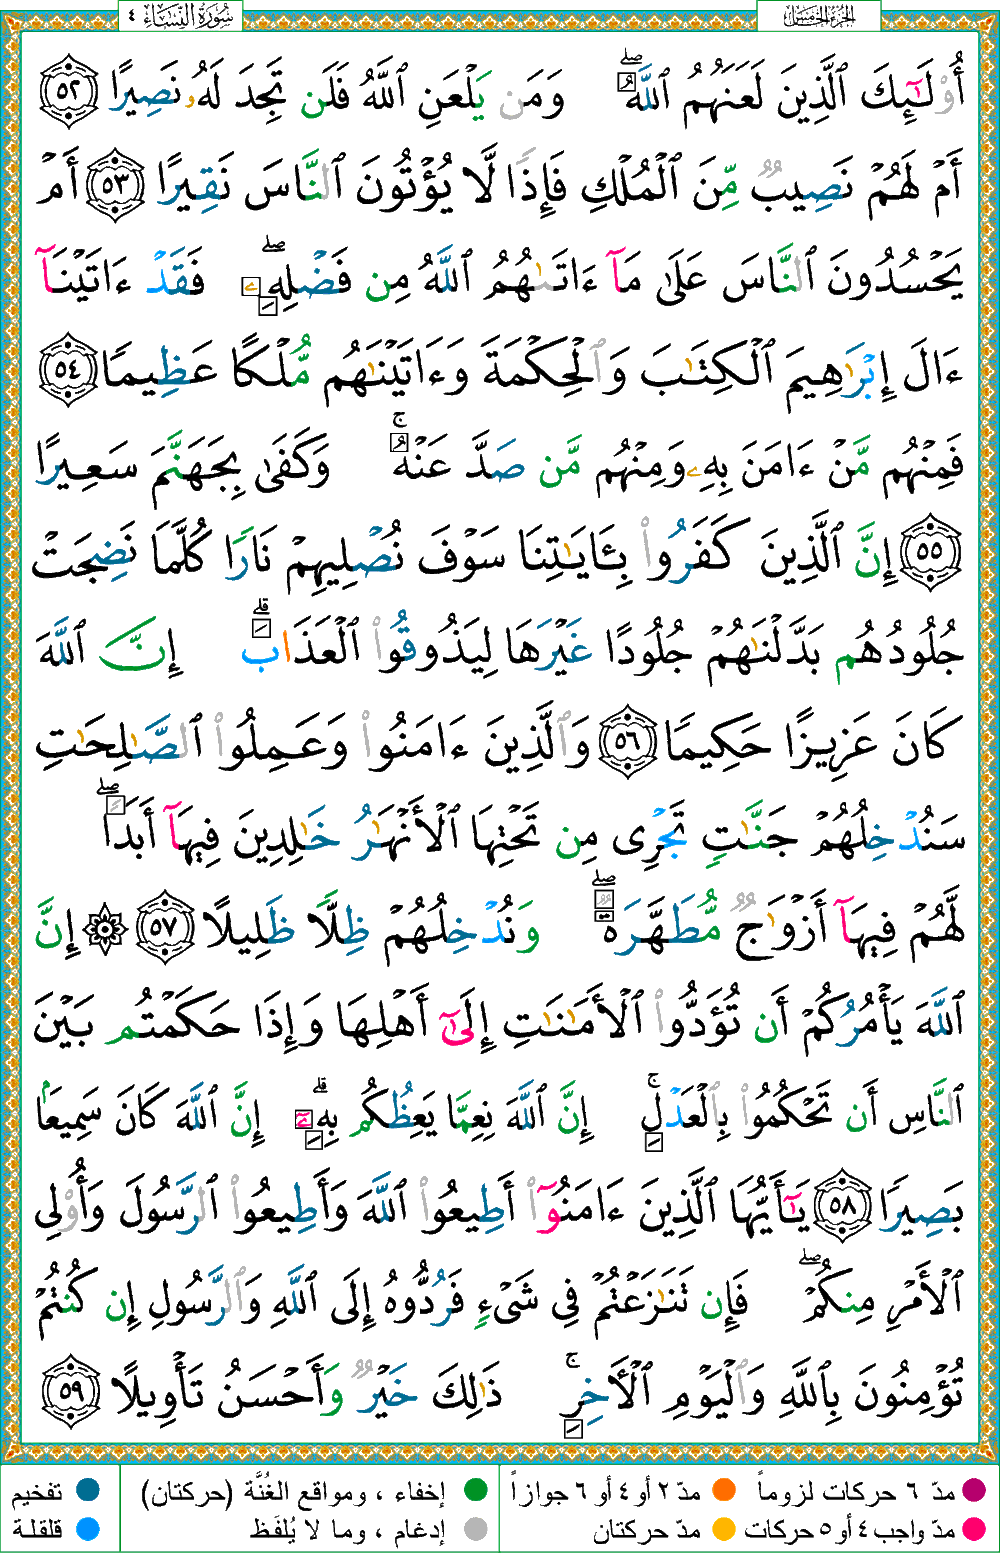 سُورَةُ النِّسَاءِ ٤
الجُزءُ الخَامِسُ
أُوْلَـٰٓئِكَ ٱلَّذِينَ لَعَنَهُمُ ٱللَّهُۖ وَمَن يَلْعَنِ ٱللَّهُ فَلَن تَجِدَ لَهُۥ نَصِيرًا ٥٢
أَمْ لَهُمْ نَصِيبٌ مِّنَ ٱلْمُلْكِ فَإِذًا لَّا يُؤْتُونَ ٱلنَّاسَ نَقِيرًا ٥٣ أَمْ
يَحْسُدُونَ ٱلنَّاسَ عَلَىٰ مَآ ءَاتَىٰهُمُ ٱللَّهُ مِن فَضْلِهِۦۖ فَقَدْ ءَاتَيْنَآ
ءَالَ إِبْرَٰهِيمَ ٱلْكِتَـٰبَ وَٱلْحِكْمَةَ وَءَاتَيْنَـٰهُم مُّلْكًا عَظِيمًا ٥٤
فَمِنْهُم مَّنْ ءَامَنَ بِهِۦ وَمِنْهُم مَّن صَدَّ عَنْهُۚ وَكَفَىٰ بِجَهَنَّمَ سَعِيرًا
٥٥ إِنَّ ٱلَّذِينَ كَفَرُوا۟ بِـَٔايَـٰتِنَا سَوْفَ نُصْلِيهِمْ نَارًا كُلَّمَا نَضِجَتْ
جُلُودُهُم بَدَّلْنَـٰهُمْ جُلُودًا غَيْرَهَا لِيَذُوقُوا۟ ٱلْعَذَابَۗ إِنَّ ٱللَّهَ
كَانَ عَزِيزًا حَكِيمًا ٥٦ وَٱلَّذِينَ ءَامَنُوا۟ وَعَمِلُوا۟ ٱلصَّـٰلِحَـٰتِ
سَنُدْخِلُهُمْ جَنَّـٰتٍ تَجْرِى مِن تَحْتِهَا ٱلْأَنْهَـٰرُ خَـٰلِدِينَ فِيهَآ أَبَدًاۖ
لَّهُمْ فِيهَآ أَزْوَٰجٌ مُّطَهَّرَةٌۖ وَنُدْخِلُهُمْ ظِلًّا ظَلِيلًا ٥٧ ۞ إِنَّ
ٱللَّهَ يَأْمُرُكُمْ أَن تُؤَدُّوا۟ ٱلْأَمَـٰنَـٰتِ إِلَىٰٓ أَهْلِهَا وَإِذَا حَكَمْتُم بَيْنَ
ٱلنَّاسِ أَن تَحْكُمُوا۟ بِٱلْعَدْلِۚ إِنَّ ٱللَّهَ نِعِمَّا يَعِظُكُم بِهِۦٓۗ إِنَّ ٱللَّهَ كَانَ سَمِيعًۢا
بَصِيرًا ٥٨ يَـٰٓأَيُّهَا ٱلَّذِينَ ءَامَنُوٓا۟ أَطِيعُوا۟ ٱللَّهَ وَأَطِيعُوا۟ ٱلرَّسُولَ وَأُوْلِى
ٱلْأَمْرِ مِنكُمْۖ فَإِن تَنَـٰزَعْتُمْ فِى شَىْءٍ فَرُدُّوهُ إِلَى ٱللَّهِ وَٱلرَّسُولِ إِن كُنتُمْ
تُؤْمِنُونَ بِٱللَّهِ وَٱلْيَوْمِ ٱلْـَٔاخِرِۚ ذَٰلِكَ خَيْرٌ وَأَحْسَنُ تَأْوِيلًا ٥٩
مدّ ٦ حركات لزوماً مدّ ٢ أو ٤ أو ٦ جوازاً إخفاء ، ومواقع الغُنَّة (حركتان) تفخيم
مدّ واجب ٤ أو ٥ حركات مدّ حركتان إدغام ، وما لا يُلفَظ قلقلة